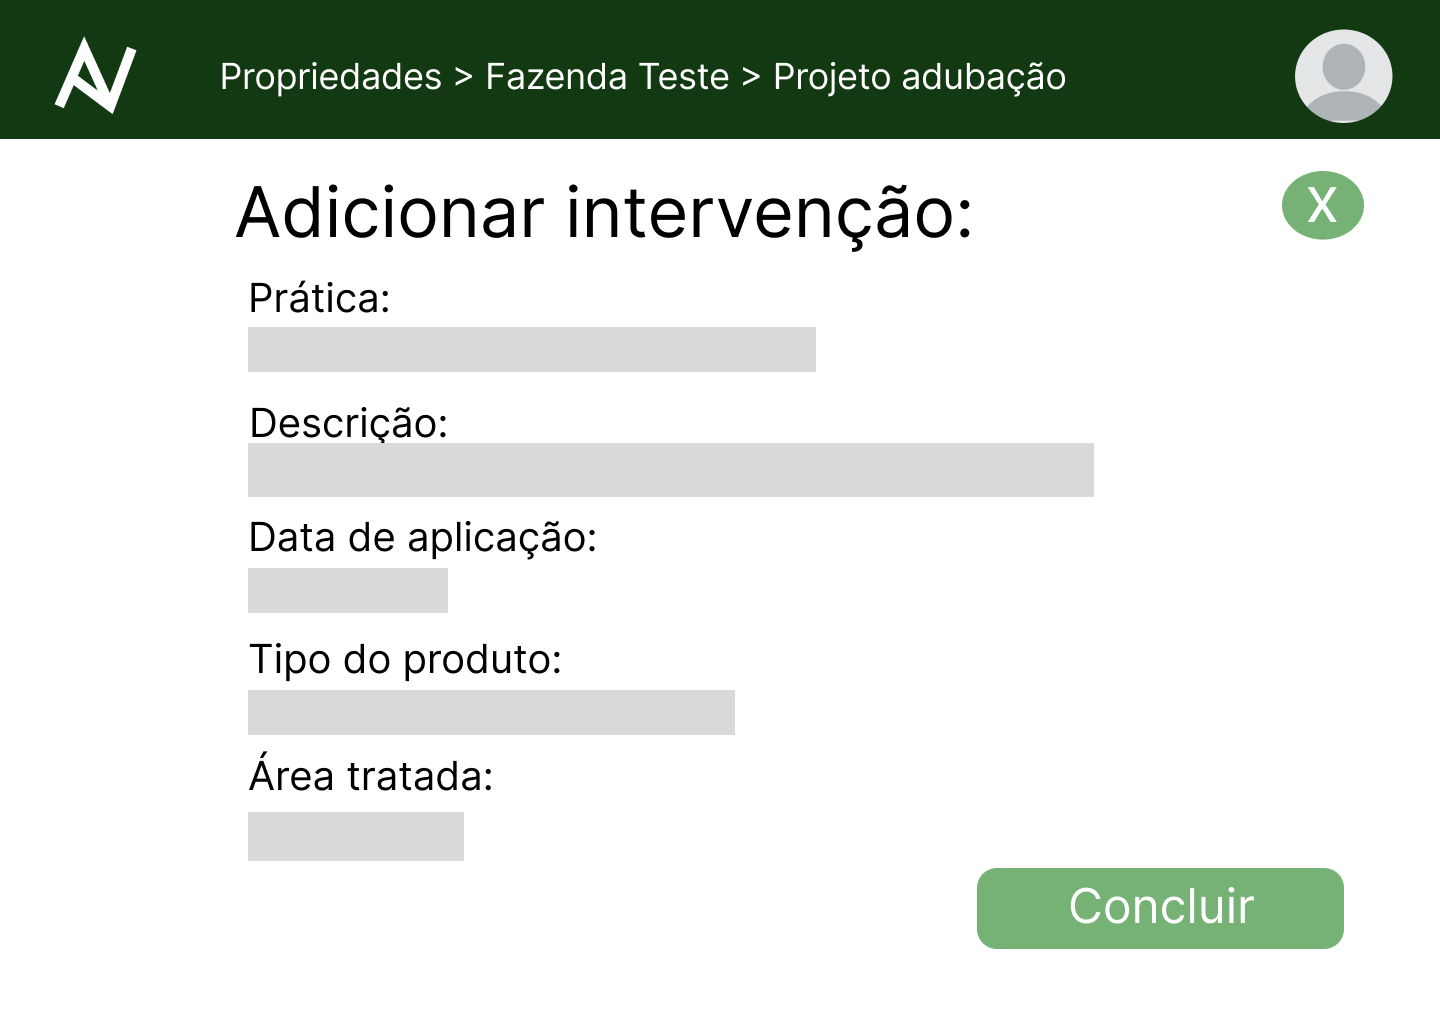 Propriedades > Fazenda Teste > Projeto adubação
Adicionar intervenção:
X
Prática:
Descrição:
Data de aplicação:
Tipo do produto:
Área tratada:
Concluir